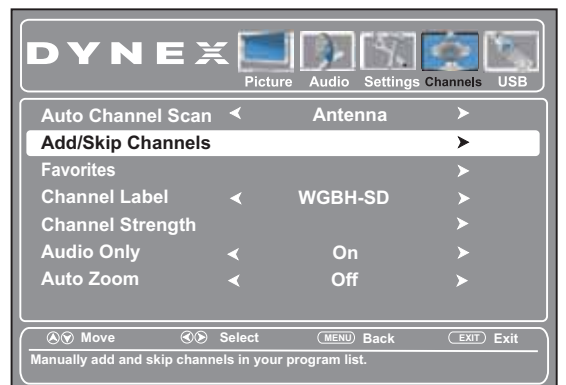 DYNEX
Picture Audio Settings Channels USB
Auto Channel Scan Antenna
Add/Skip Channels
Favorites
Channel Label WGBH-SD
Channel Strength
Audio Only On
Auto Zoom Off
Move Select MENU Back EXIT Exit
Manually add and skip channels in your program list.